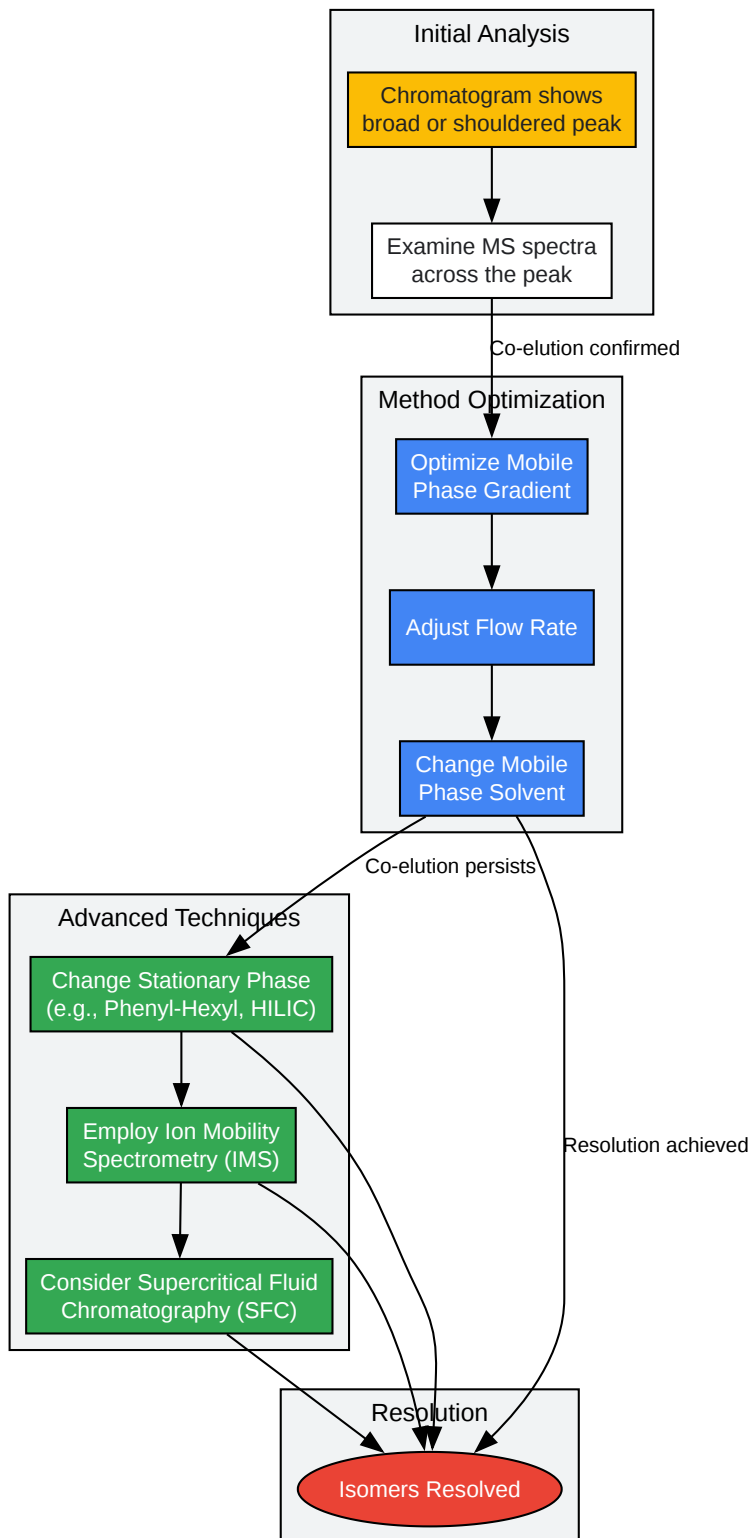 Initial Analysis
Chromatogram shows
broad or shouldered peak
Examine MS spectra
across the peak
Co-elution confirmed
Method Optimization
Optimize Mobile
Phase Gradient
Adjust Flow Rate
Change Mobile
Phase Solvent
Co-elution persists
Advanced Techniques
Change Stationary Phase
(e.g., Phenyl-Hexyl, HILIC)
Employ Ion Mobility
Spectrometry (IMS)
Resolution achieved
Consider Supercritical Fluid
Chromatography (SFC)
Resolution
Isomers Resolved